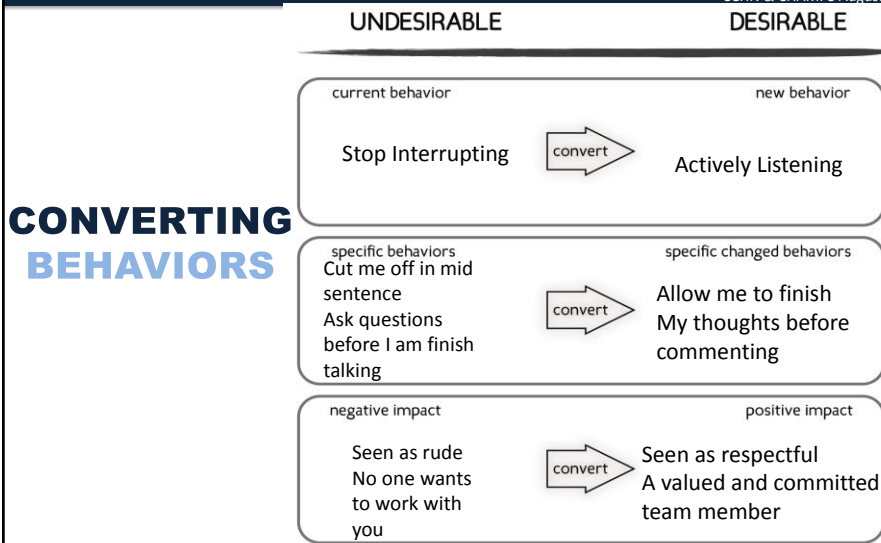 UNDESIRABLE DESIRABLE
current behavior new behavior
Stop Interrupting convert Actively Listening
CONVERTING
BEHAVIORS
specific behaviors specific changed behaviors
Cut me off in mid
sentence
Ask questions
before I am finish
talking
convert
Allow me to finish
My thoughts before
commenting
negative impact positive impact
Seen as rude
No one wants
to work with
you
convert
Seen as respectful
A valued and committed
team member